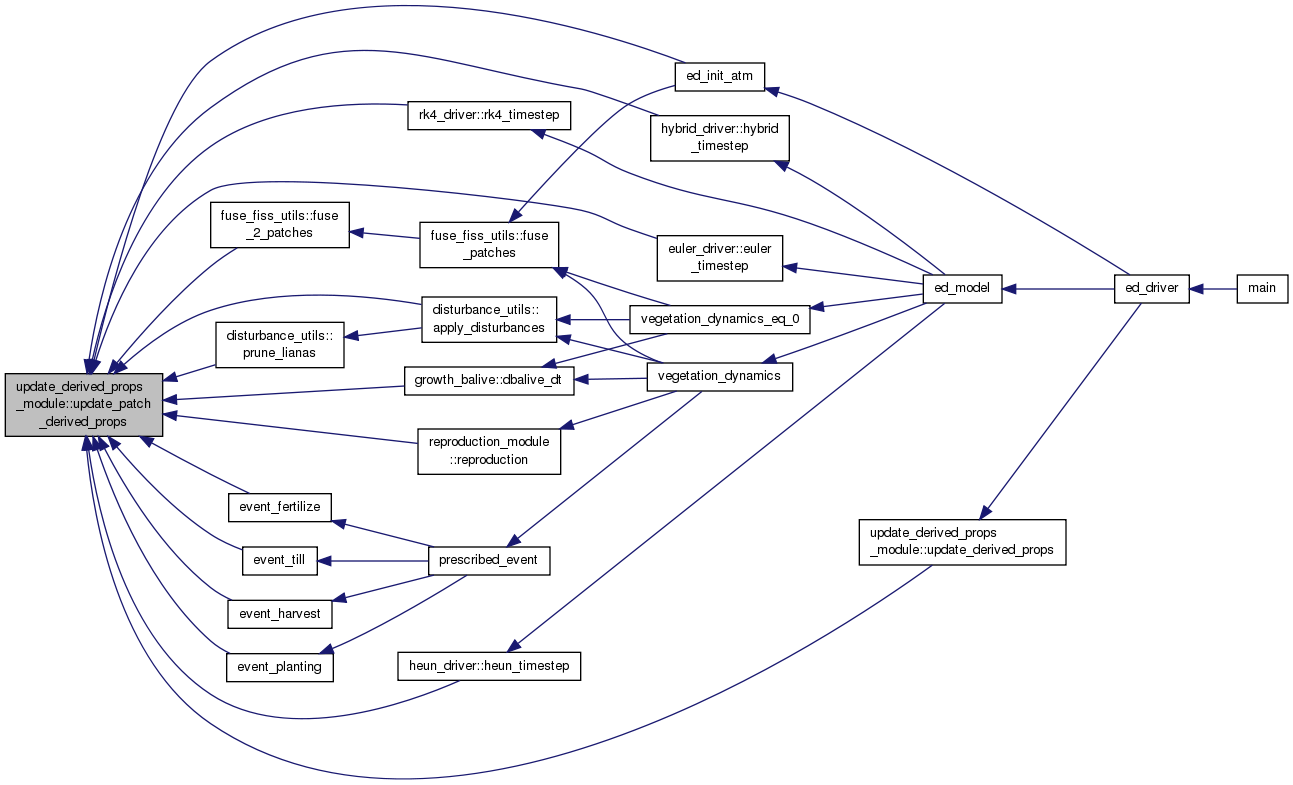 ed_init_atm
rk4_driver::rk4_timestep
hybrid_driver::hybrid
_timestep
fuse_fiss_utils::fuse
_2_patches
fuse_fiss_utils::fuse
_patches
euler_driver::euler
_timestep
ed_model
ed_driver
main
disturbance_utils::
apply_disturbances
vegetation_dynamics_eq_0
disturbance_utils::
prune_lianas
growth_balive::dbalive_dt
vegetation_dynamics
update_derived_props
_module::update_patch
_derived_props
reproduction_module
::reproduction
event_fertilize
event_till
prescribed_event
update_derived_props
_module::update_derived_props
event_harvest
event_planting
heun_driver::heun_timestep